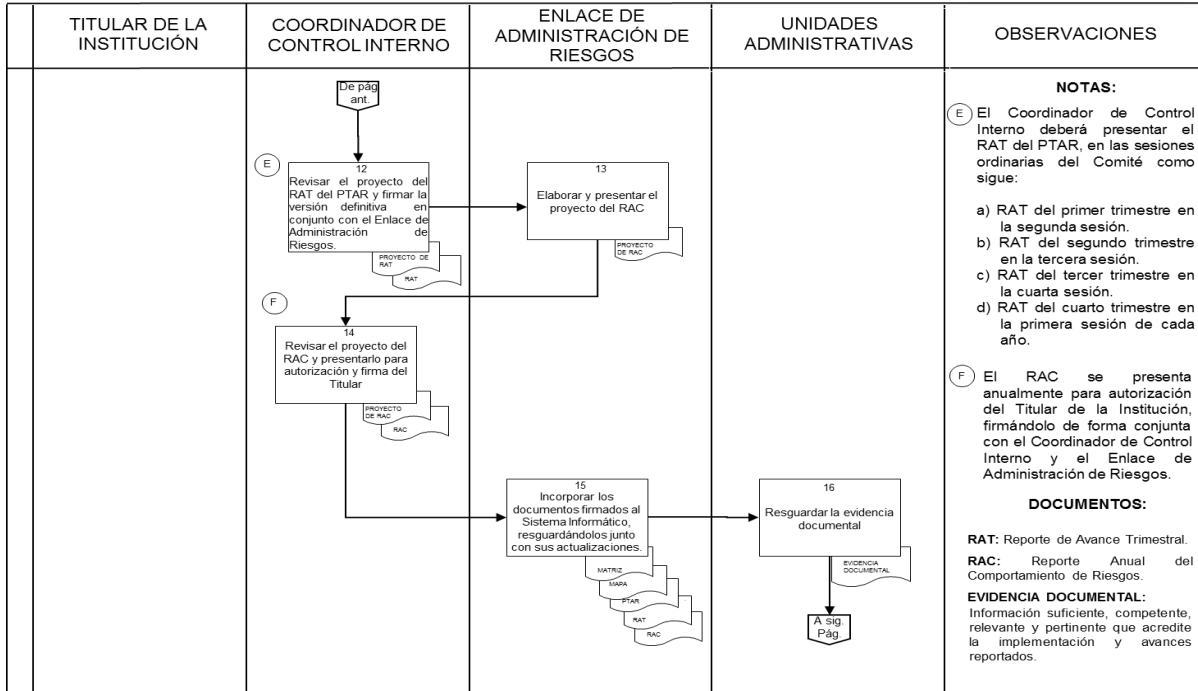 TITULAR DE LA
INSTITUCIÓN
COORDINADOR DE
CONTROL INTERNO
ENLACE DE
ADMINISTRACIÓN DE
RIESGOS
UNIDADES
ADMINISTRATIVAS
OBSERVACIONES
De pág
ant.
E
12
Revisar el proyecto del
RAT del PTAR y firmar la
versión definitiva en
conjunto con el Enlace de
Administración de
Riesgos.
PROYECTO DE
RAT
RAT
13
Elaborar y presentar el
proyecto del RAC
PROYECTO
DE RAC
F
14
Revisar el proyecto del
RAC y presentarlo para
autorización y firma del
Titular
PROYECTO
DE RAC
RAC
15
Incorporar los
documentos firmados al
Sistema Informático,
resguardándolos junto
con sus actualizaciones.
MATRIZ
MAPA
PTAR
RAT
RAC
16
Resguardar la evidencia
documental
EVIDENCIA
DOCUMENTAL
A sig.
Pág.
NOTAS:
E El Coordinador de Control
Interno deberá presentar el
RAT del PTAR, en las sesiones
ordinarias del Comité como
sigue:
a) RAT del primer trimestre en
la segunda sesión.
b) RAT del segundo trimestre
en la tercera sesión.
c) RAT del tercer trimestre en
la cuarta sesión.
d) RAT del cuarto trimestre en
la primera sesión de cada
año.
F El RAC se presenta
anualmente para autorización
del Titular de la Institución,
firmándolo de forma conjunta
con el Coordinador de Control
Interno y el Enlace de
Administración de Riesgos.
DOCUMENTOS:
RAT: Reporte de Avance Trimestral.
RAC: Reporte Anual del
Comportamiento de Riesgos.
EVIDENCIA DOCUMENTAL:
Información suficiente, competente,
relevante y pertinente que acredite
la implementación y avances
reportados.